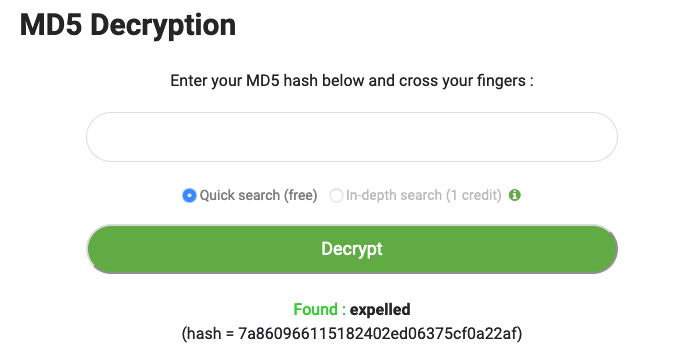 MD5 Decryption
Enter your MD5 hash below and cross your fingers :
Quick search (free) In-depth search (1 credit)
Decrypt
Found : expelled
(hash = 7a860966115182402ed06375cf0a22af)